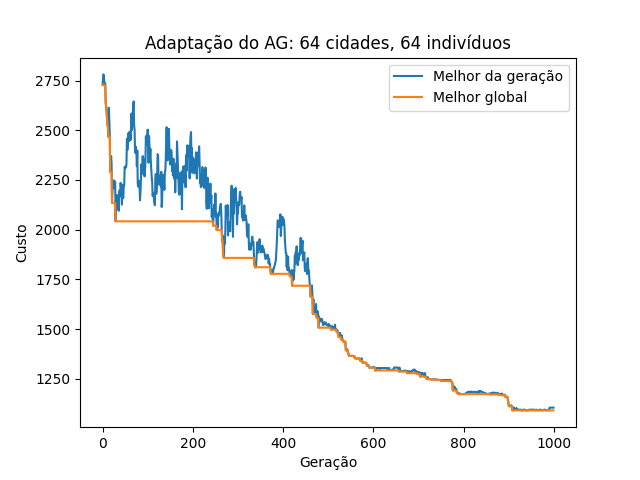 Adaptação do AG: 64 cidades, 64 indivíduos
Melhor da geração
Melhor global
Custo
2750
2500
2250
2000
1750
1500
1250
0 200 400 600 800 1000
Geração